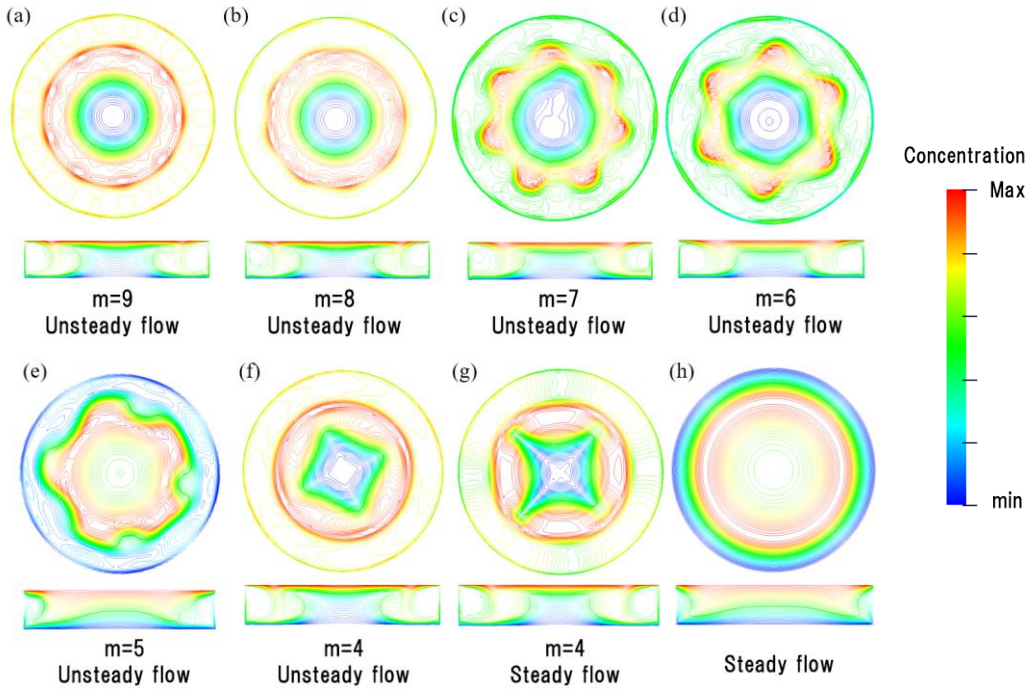 (a)
(b)
(c)
(d)
m=9
Unsteady flow
m=8
Unsteady flow
m=7
Unsteady flow
m=6
Unsteady flow
Concentration
Max
min
(e)
(f)
(g)
(h)
m=5
Unsteady flow
m=4
Unsteady flow
m=4
Steady flow
Steady flow